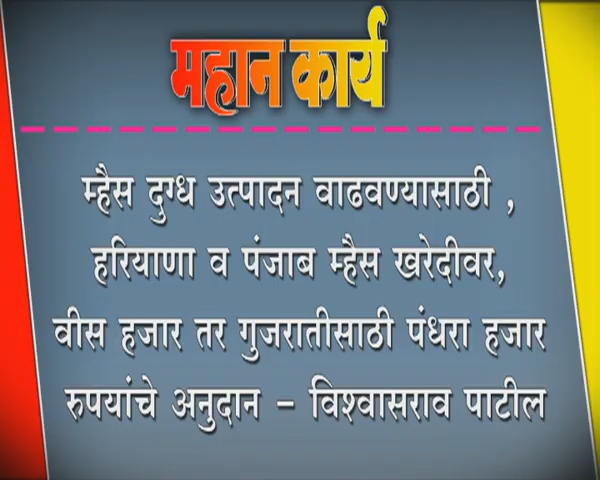 महान कार्य
म्हैस दुग्ध उत्पादन वाढवण्यासाठी ,
हरियाणा व पंजाब म्हैस खरेदीवर,
वीस हजार तर गुजरातीसाठी पंधरा हजार
रुपयांचे अनुदान – विश्वासराव पाटील